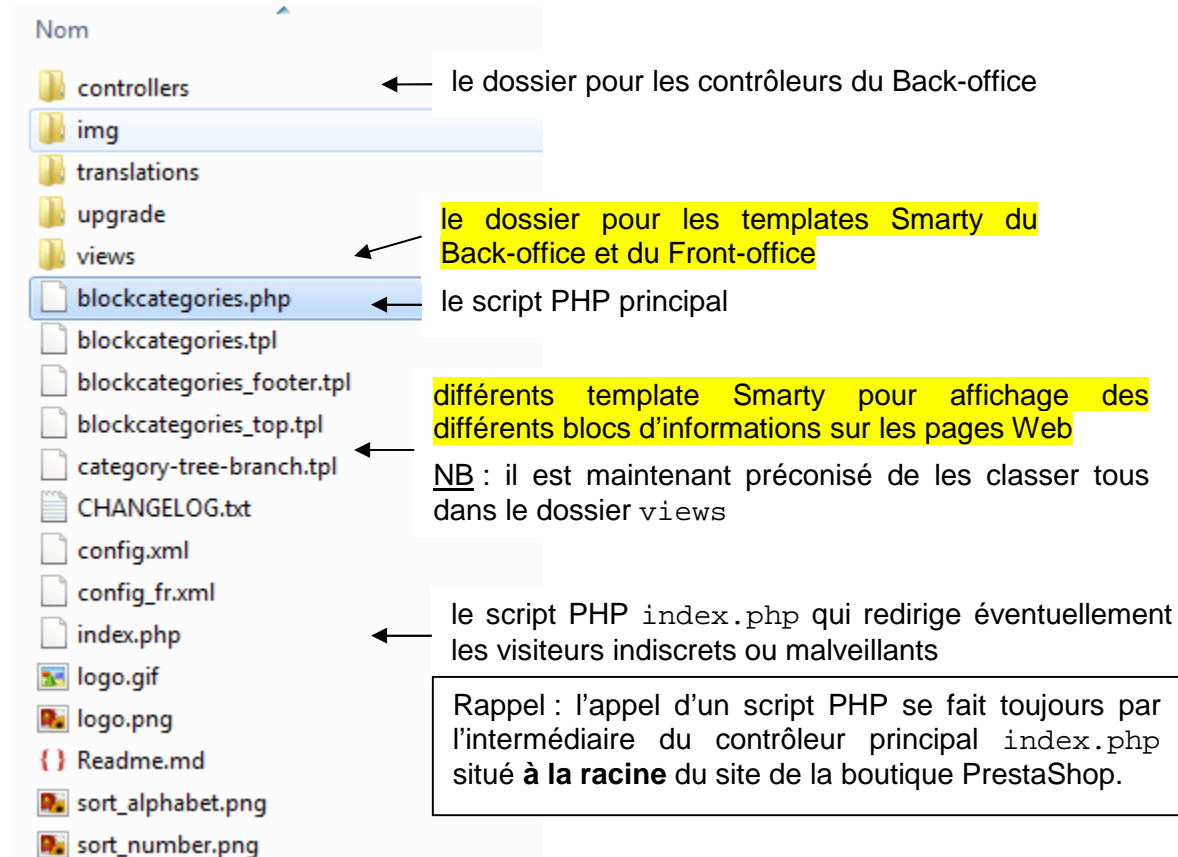 Nom
controllers
le dossier pour les contrôleurs du Back-office
img
translations
upgrade
views
le dossier pour les templates Smarty du
Back-office et du Front-office
blockcategories.php
le script PHP principal
blockcategories.tpl
blockcategories_footer.tpl
blockcategories_top.tpl
category-tree-branch.tpl
différents template Smarty pour affichage des
différents blocs d'informations sur les pages Web
NB : il est maintenant préconisé de les classer tous
dans le dossier views
CHANGELOG.txt
config.xml
config_fr.xml
index.php
le script PHP index.php qui redirige éventuellement
les visiteurs indiscrets ou malveillants
logo.gif
logo.png
Readme.md
sort_alphabet.png
sort_number.png
Rappel : l'appel d'un script PHP se fait toujours par
l'intermédiaire du contrôleur principal index.php
situé à la racine du site de la boutique PrestaShop.